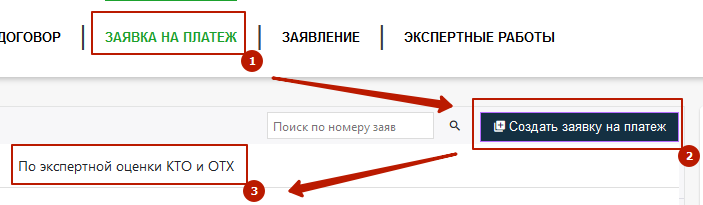 ДОГОВОР | ЗАЯВКА НА ПЛАТЕЖ | ЗАЯВЛЕНИЕ | ЭКСПЕРТНЫЕ РАБОТЫ
1
Поиск по номеру заяв
Создать заявку на платеж
2
По экспертной оценки КТО и ОТХ
3